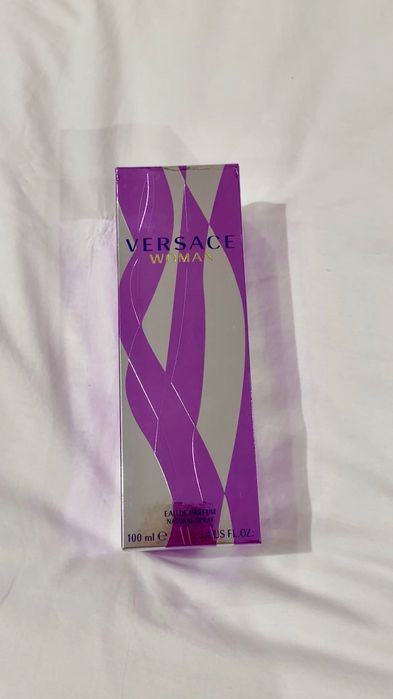 VERSACE
WOMAN
EAU DE PARFUM
NATURAL SPRAY
100 ml ℮ 3.4 US FL.OZ.